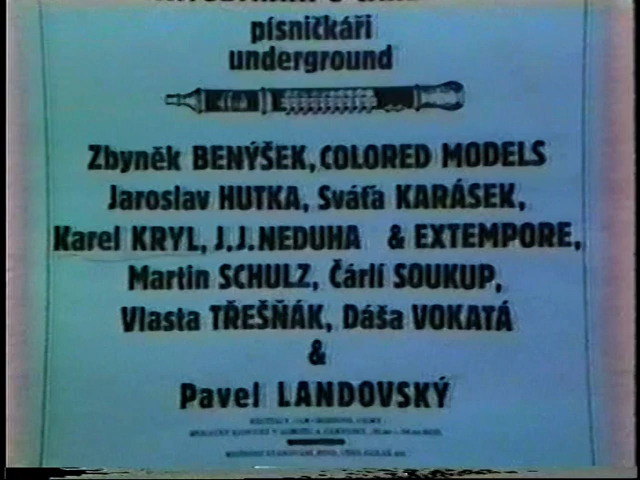 písničkáři
underground
Zbyněk BENÝŠEK, COLORED MODELS
Jaroslav HUTKA, Sváťa KARÁSEK,
Karel KRYL, J.J.NEDUHA & EXTEMPORE,
Martin SCHULZ, Čárlí SOUKUP,
Vlasta TŘEŠŇÁK, Dáša VOKATÁ
&
Pavel LANDOVSKÝ